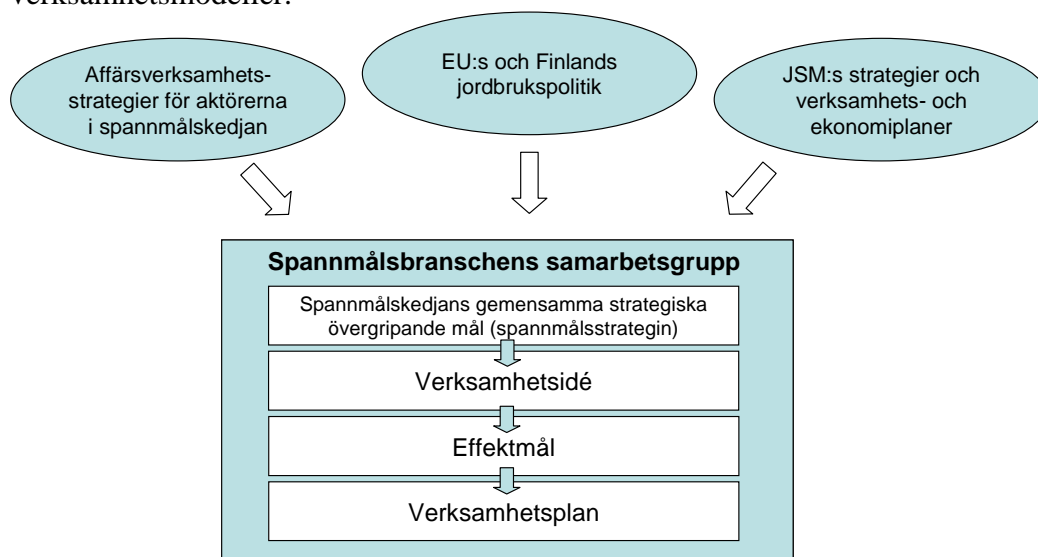 verksamhetsmodeller.
Affärsverksamhets-
strategier för aktörerna
i spannmålskedjan
EU:s och Finlands
jordbrukspolitik
JSM:s strategier och
verksamhets- och
ekonomiplaner
Spannmålsbranschens samarbetsgrupp
Spannmålskedjans gemensamma strategiska
övergripande mål (spannmålsstrategin)
Verksamhetsidé
Effektmål
Verksamhetsplan